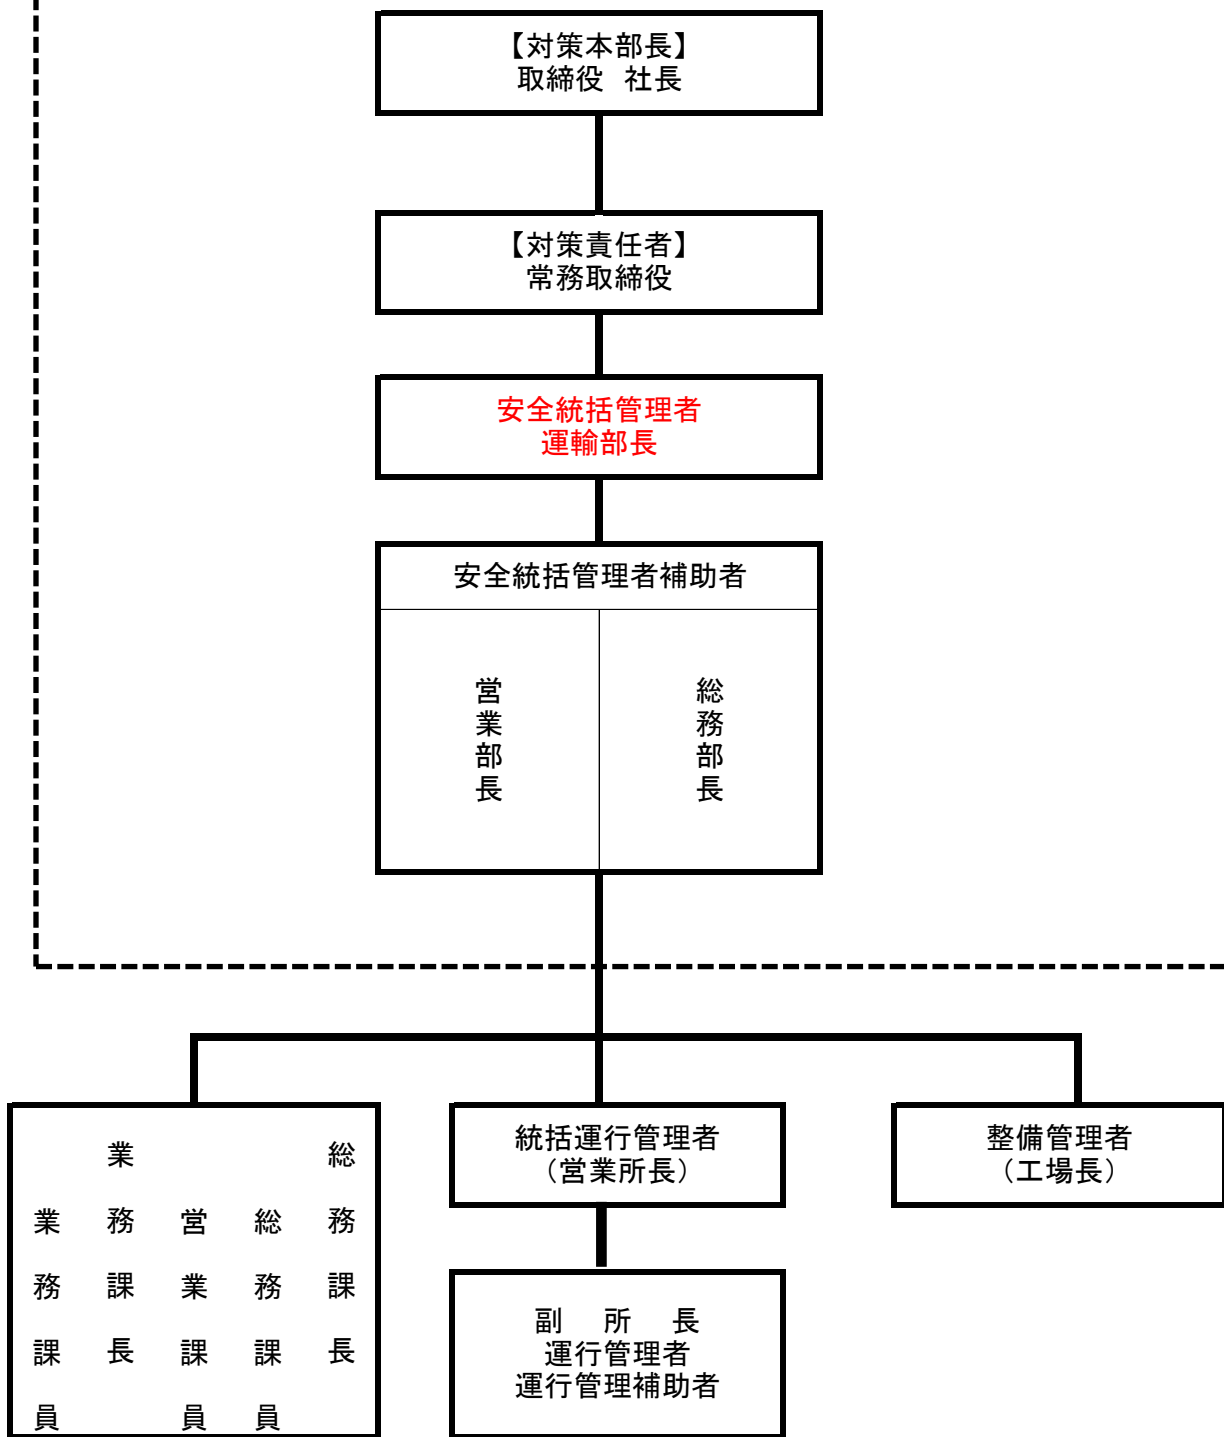 【対策本部長】
取締役 社長
【対策責任者】
常務取締役
安全統括管理者
運輸部長
安全統括管理者補助者
営業部長
総務部長
総務課長
総務課員
営業課員
業務課長
業務課員
統括運行管理者
（営業所長）
副 所 長
運行管理者
運行管理補助者
整備管理者
（工場長）